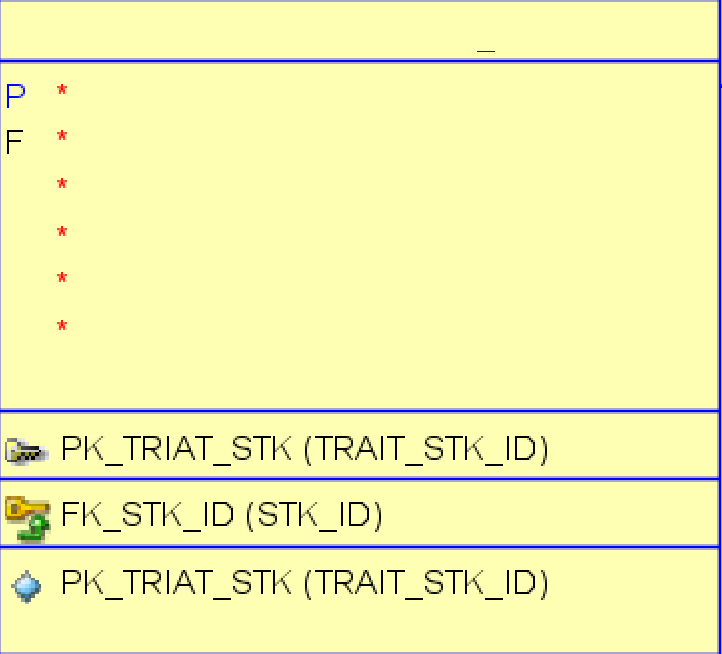 _
P *
F *
*
*
*
*
PK_TRIAT_STK (TRAIT_STK_ID)
FK_STK_ID (STK_ID)
PK_TRIAT_STK (TRAIT_STK_ID)